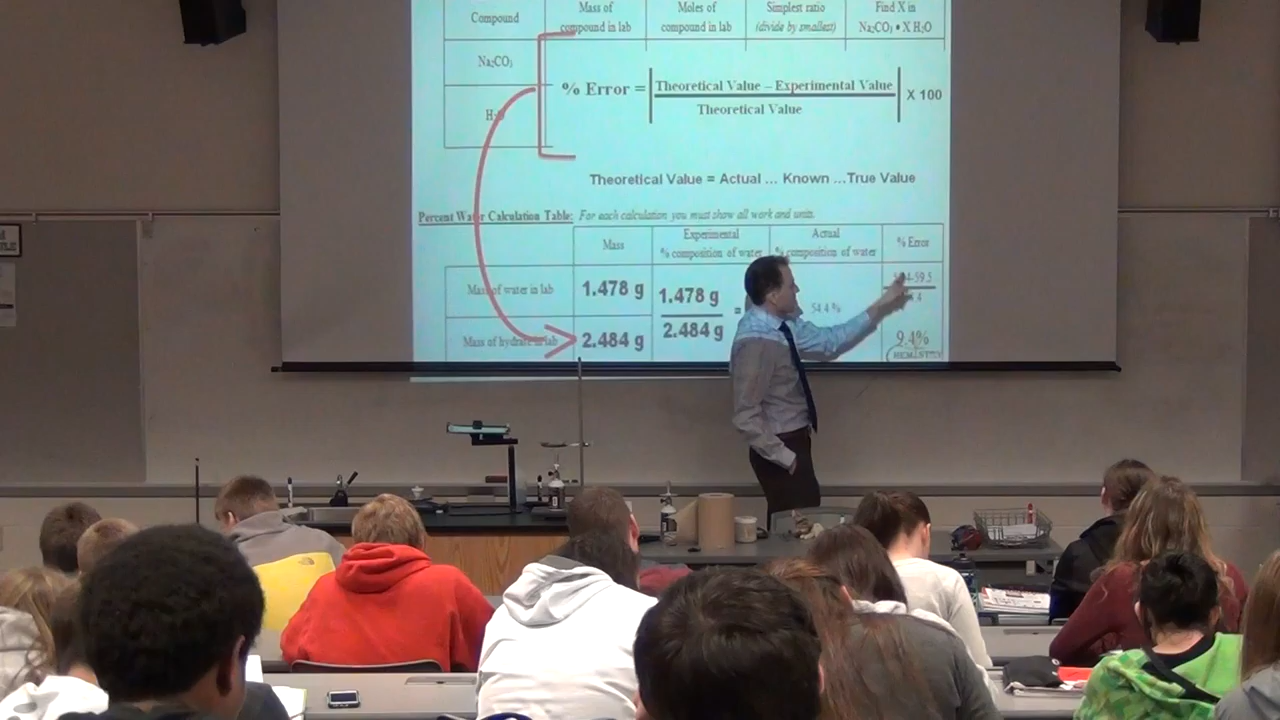 Compound
Mass of
compound in lab
Moles of
compound in lab
Simplest ratio
(divide by smallest)
Find X in
Na₂CO₃ • X H₂O
Na₂CO₃
H₂O
% Error = | Theoretical Value – Experimental Value | X 100
Theoretical Value
Theoretical Value = Actual ... Known ...True Value
Percent Water Calculation Table: For each calculation you must show all work and units.
Mass
Experimental
% composition of water
Actual
% composition of water
% Error
Mass of water in lab
1.478 g
1.478 g
2.484 g
=
54.4 %
-59.5
9.4%
Mass of hydrate in lab
2.484 g